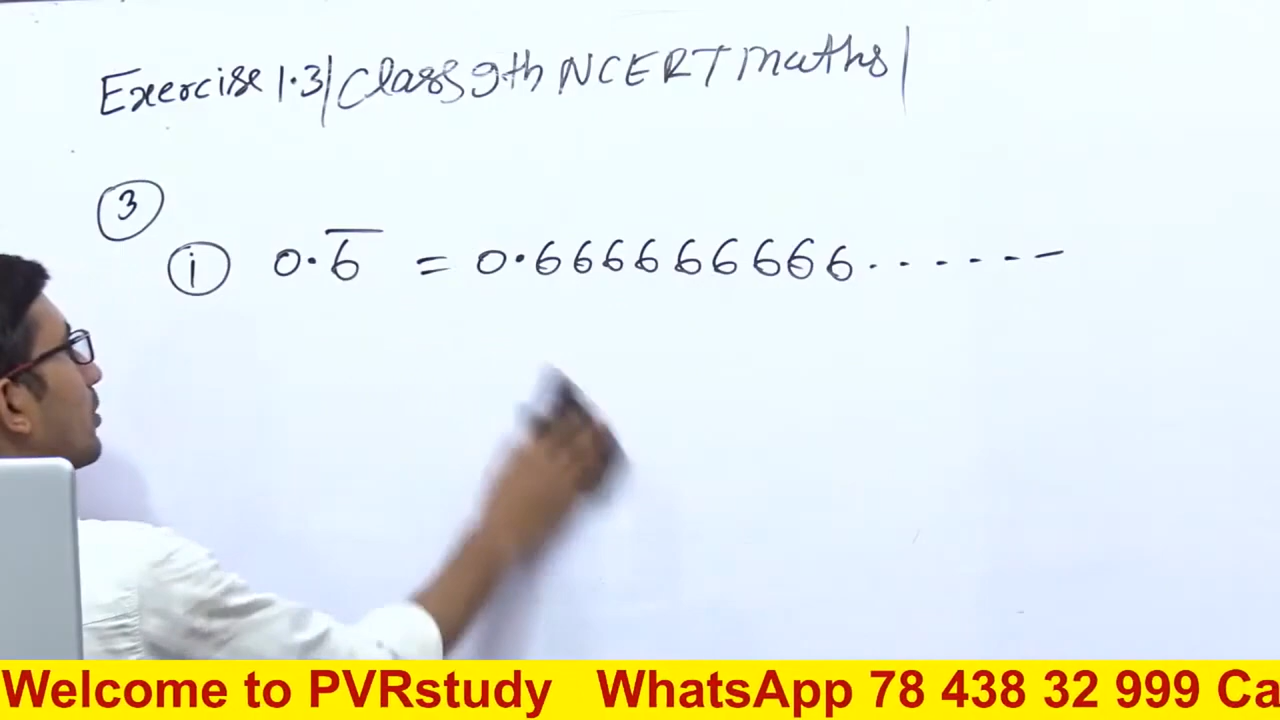 Exercise 1.3| Class 9th NCERT maths|
3
i 0.6̅ = 0.666666666.......
Welcome to PVRstudy WhatsApp 78 438 32 999 Ca